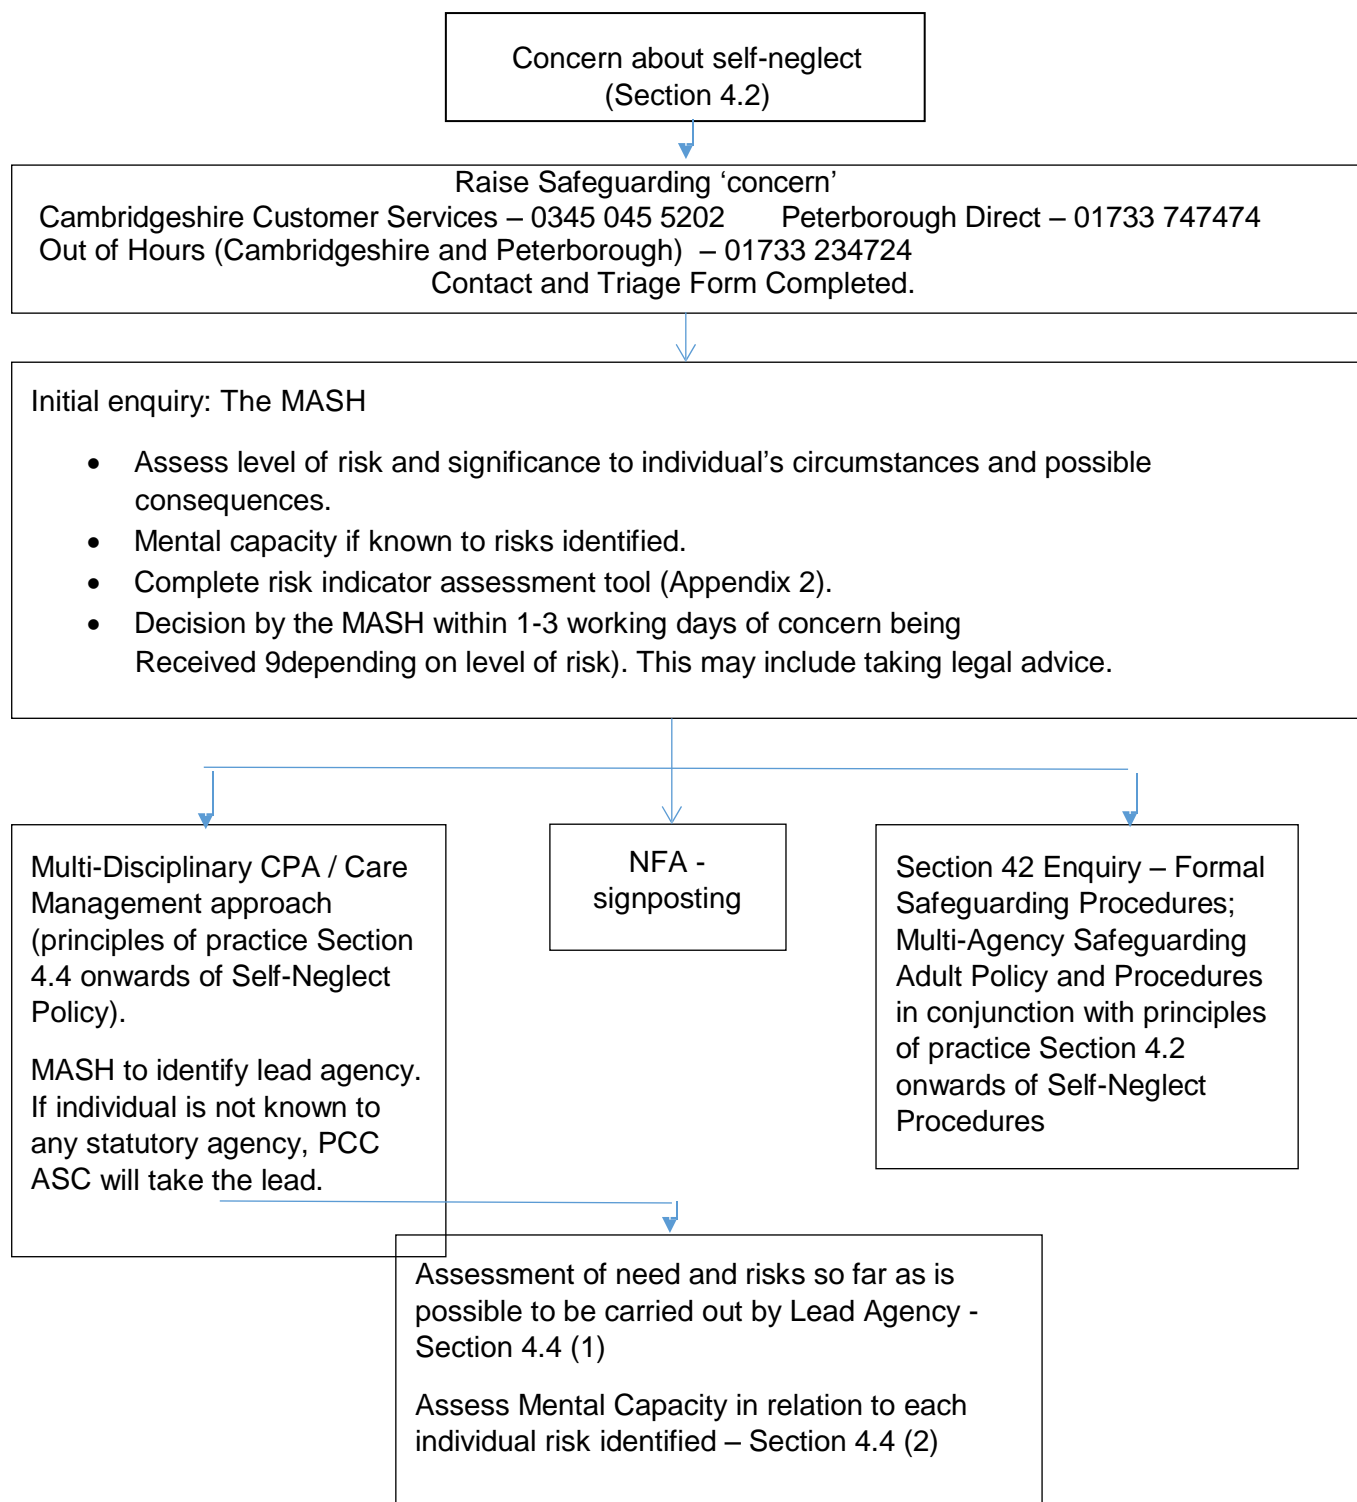 Concern about self-neglect
(Section 4.2)
Raise Safeguarding ‘concern’
Cambridgeshire Customer Services – 0345 045 5202 Peterborough Direct – 01733 747474
Out of Hours (Cambridgeshire and Peterborough) – 01733 234724
Contact and Triage Form Completed.
Initial enquiry: The MASH
• Assess level of risk and significance to individual’s circumstances and possible
consequences.
• Mental capacity if known to risks identified.
• Complete risk indicator assessment tool (Appendix 2).
• Decision by the MASH within 1-3 working days of concern being
Received 9depending on level of risk). This may include taking legal advice.
Multi-Disciplinary CPA / Care
Management approach
(principles of practice Section
4.4 onwards of Self-Neglect
Policy).
MASH to identify lead agency.
If individual is not known to
any statutory agency, PCC
ASC will take the lead.
NFA -
signposting
Section 42 Enquiry – Formal
Safeguarding Procedures;
Multi-Agency Safeguarding
Adult Policy and Procedures
in conjunction with principles
of practice Section 4.2
onwards of Self-Neglect
Procedures
Assessment of need and risks so far as is
possible to be carried out by Lead Agency -
Section 4.4 (1)
Assess Mental Capacity in relation to each
individual risk identified – Section 4.4 (2)